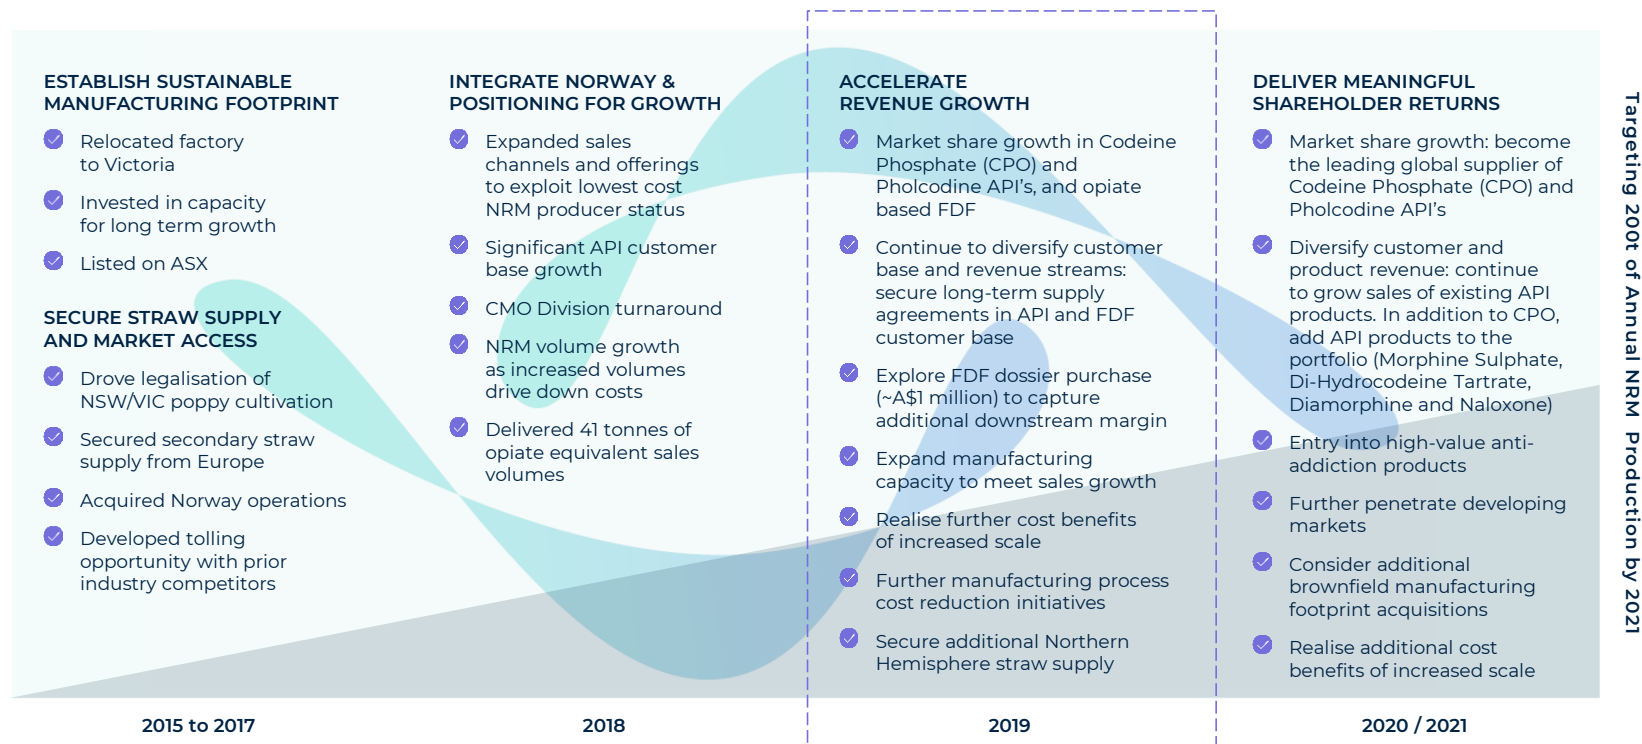 ESTABLISH SUSTAINABLE
MANUFACTURING FOOTPRINT
Relocated factory
to Victoria
Invested in capacity
for long term growth
Listed on ASX
SECURE STRAW SUPPLY
AND MARKET ACCESS
Drove legalisation of
NSW/VIC poppy cultivation
Secured secondary straw
supply from Europe
Acquired Norway operations
Developed tolling
opportunity with prior
industry competitors
2015 to 2017
INTEGRATE NORWAY &
POSITIONING FOR GROWTH
Expanded sales
channels and offerings
to exploit lowest cost
NRM producer status
Significant API customer
base growth
CMO Division turnaround
NRM volume growth
as increased volumes
drive down costs
Delivered 41 tonnes of
opiate equivalent sales
volumes
2018
ACCELERATE
REVENUE GROWTH
Market share growth in Codeine
Phosphate (CPO) and
Pholcodine API’s, and opiate
based FDF
Continue to diversify customer
base and revenue streams:
secure long-term supply
agreements in API and FDF
customer base
Explore FDF dossier purchase
(~A$1 million) to capture
additional downstream margin
Expand manufacturing
capacity to meet sales growth
Realise further cost benefits
of increased scale
Further manufacturing process
cost reduction initiatives
Secure additional Northern
Hemisphere straw supply
2019
DELIVER MEANINGFUL
SHAREHOLDER RETURNS
Market share growth: become
the leading global supplier of
Codeine Phosphate (CPO) and
Pholcodine API’s
Diversify customer and
product revenue: continue
to grow sales of existing API
products. In addition to CPO,
add API products to the
portfolio (Morphine Sulphate,
Di-Hydrocodeine Tartrate,
Diamorphine and Naloxone)
Entry into high-value anti-
addiction products
Further penetrate developing
markets
Consider additional
brownfield manufacturing
footprint acquisitions
Realise additional cost
benefits of increased scale
2020 / 2021
Targeting 200t of Annual NRM Production by 2021